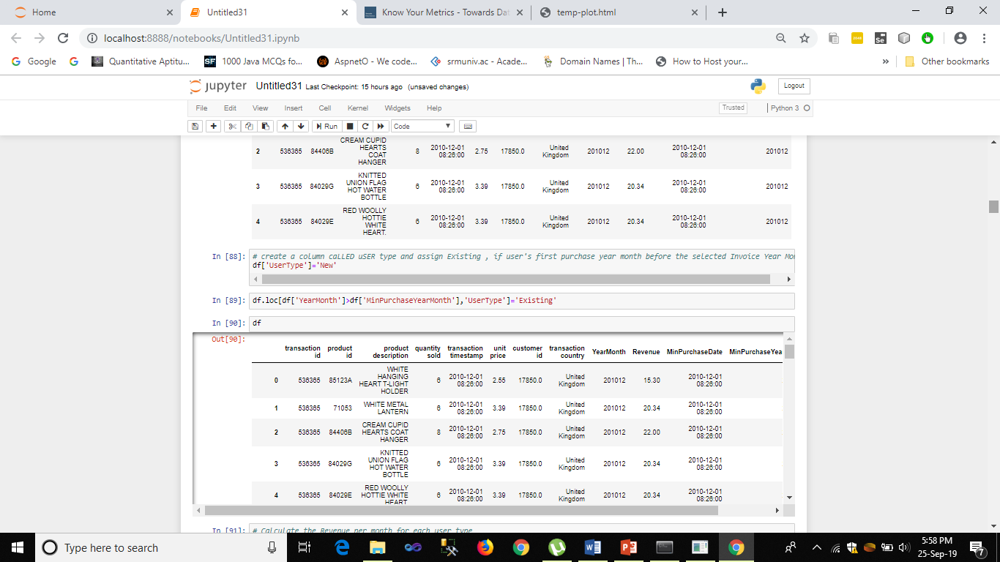 Home
Untitled31
Know Your Metrics - Towards Dat
temp-plot.html
localhost:8888/notebooks/Untitled31.ipynb
Google
Quantitative Aptitu...
SF 1000 Java MCQs fo...
AspnetO - We code...
srmuniv.ac - Acade...
Domain Names | Th...
How to Host your...
»
Other bookmarks
jupyter Untitled31 Last Checkpoint: 15 hours ago (unsaved changes)
Logout
File Edit View Insert Cell Kernel Widgets Help
Trusted
Python 3
Run
Code
2 536365 84406B CREAM CUPID HEARTS COAT HANGER 8 2010-12-01 08:26:00 2.75 17850.0 United Kingdom 201012 22.00 2010-12-01 08:26:00 201012
3 536365 84029G KNITTED UNION FLAG HOT WATER BOTTLE 6 2010-12-01 08:26:00 3.39 17850.0 United Kingdom 201012 20.34 2010-12-01 08:26:00 201012
4 536365 84029E RED WOOLLY HOTTIE WHITE HEART. 6 2010-12-01 08:26:00 3.39 17850.0 United Kingdom 201012 20.34 2010-12-01 08:26:00 201012
In [88]: # create a column caLLED uSER type and assign Existing , if user's first purchase year month before the selected Invoice Year Mon
df['UserType']='New'
In [89]: df.loc[df['YearMonth']>df['MinPurchaseYearMonth'],'UserType']='Existing'
In [90]: df
Out[90]:
transaction id product id product description quantity sold transaction timestamp unit price customer id transaction country YearMonth Revenue MinPurchaseDate MinPurchaseYea
0 536365 85123A WHITE HANGING HEART T-LIGHT HOLDER 6 2010-12-01 08:26:00 2.55 17850.0 United Kingdom 201012 15.30 2010-12-01 08:26:00
1 536365 71053 WHITE METAL LANTERN 6 2010-12-01 08:26:00 3.39 17850.0 United Kingdom 201012 20.34 2010-12-01 08:26:00
2 536365 84406B CREAM CUPID HEARTS COAT HANGER 8 2010-12-01 08:26:00 2.75 17850.0 United Kingdom 201012 22.00 2010-12-01 08:26:00
3 536365 84029G KNITTED UNION FLAG HOT WATER BOTTLE 6 2010-12-01 08:26:00 3.39 17850.0 United Kingdom 201012 20.34 2010-12-01 08:26:00
4 536365 84029E RED WOOLLY HOTTIE WHITE HEART 6 2010-12-01 08:26:00 3.39 17850.0 United Kingdom 201012 20.34 2010-12-01 08:26:00
In [91]: # Calculate the Revenue per month for each user type
Type here to search
5:58 PM
25-Sep-19
7